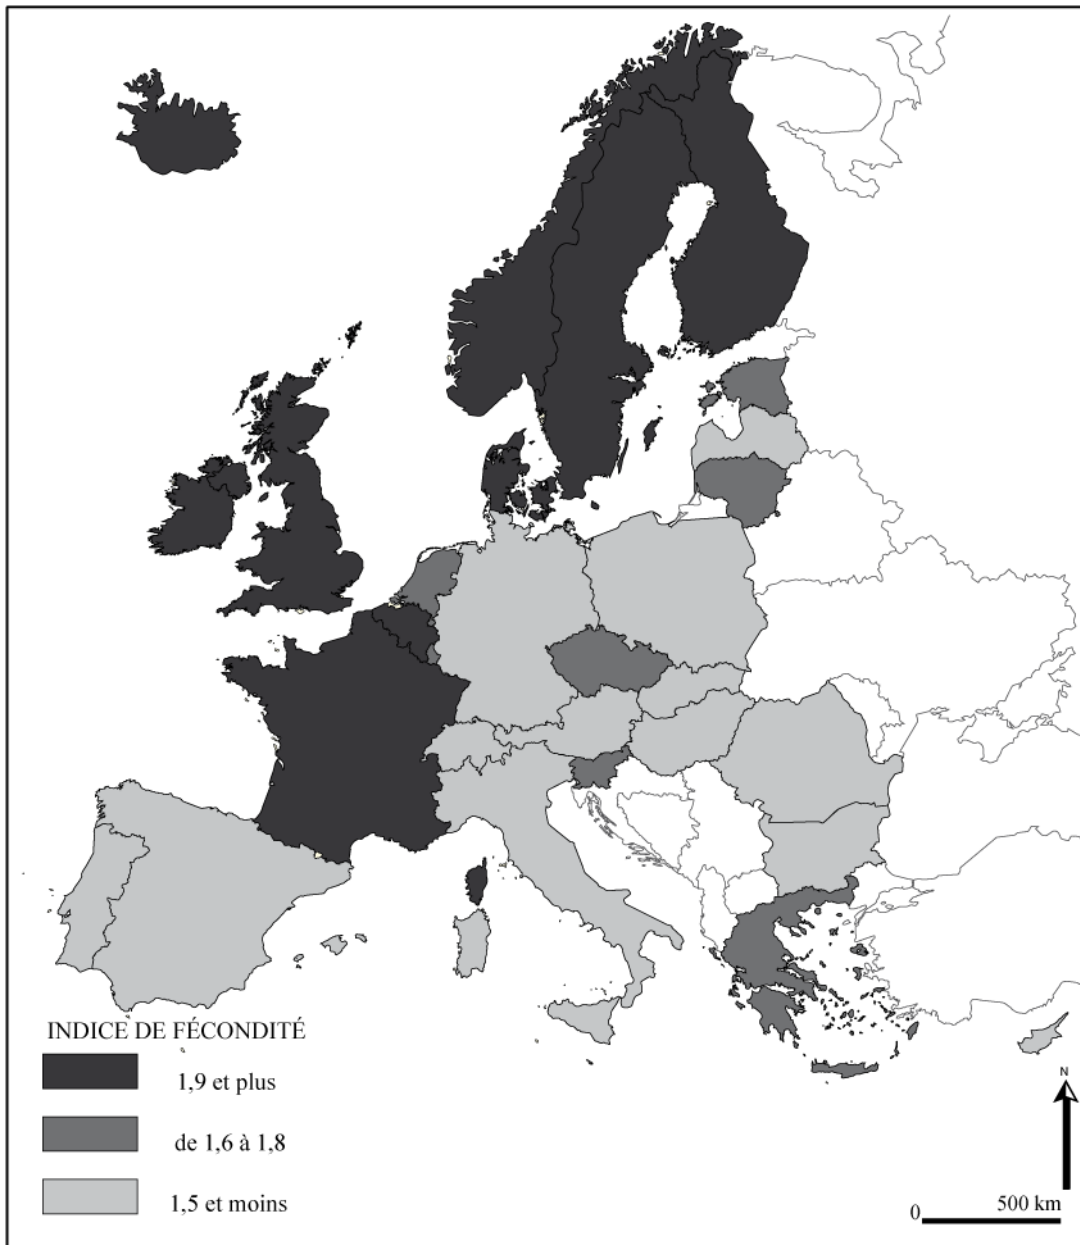 INDICE DE FÉCONDITÉ
1,9 et plus
de 1,6 à 1,8
1,5 et moins
N
0 500 km